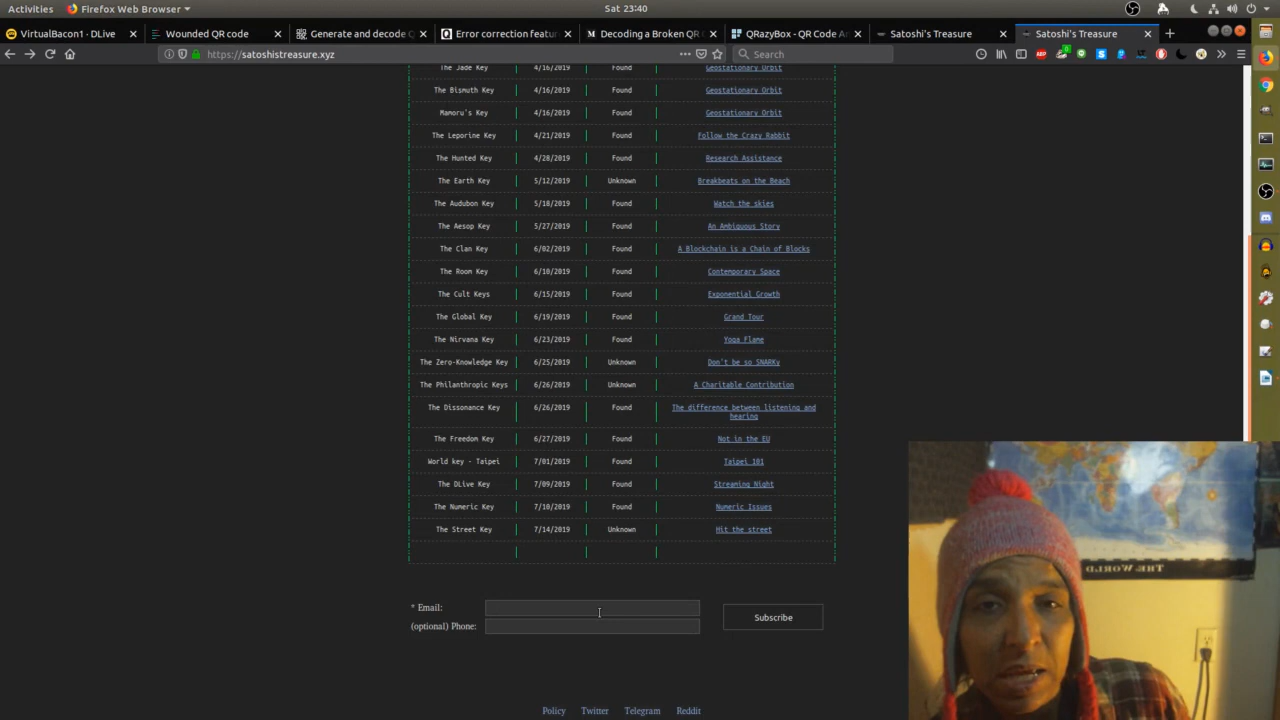 Activities Firefox Web Browser Sat 23:40
VirtualBacon1 - DLive Wounded QR code Generate and decode Q Error correction featur Decoding a Broken QR QRazyBox - QR Code An Satoshi's Treasure Satoshi's Treasure
https://satoshistreasure.xyz Search
The Jade Key 4/16/2019 Found Geostationary Orbit
The Bismuth Key 4/16/2019 Found Geostationary Orbit
Mamoru's Key 4/16/2019 Found Geostationary Orbit
The Leporine Key 4/21/2019 Found Follow the Crazy Rabbit
The Hunted Key 4/28/2019 Found Research Assistance
The Earth Key 5/12/2019 Unknown Breakbeats on the Beach
The Audubon Key 5/18/2019 Found Watch the skies
The Aesop Key 5/27/2019 Found An Ambiguous Story
The Clan Key 6/02/2019 Found A Blockchain is a Chain of Blocks
The Room Key 6/10/2019 Found Contemporary Space
The Cult Keys 6/15/2019 Found Exponential Growth
The Global Key 6/19/2019 Found Grand Tour
The Nirvana Key 6/23/2019 Found Yoga Flame
The Zero-Knowledge Key 6/25/2019 Unknown Don't be so SNARKy
The Philanthropic Keys 6/26/2019 Unknown A Charitable Contribution
The Dissonance Key 6/26/2019 Found The difference between listening and
hearing
The Freedom Key 6/27/2019 Found Not in the EU
World key - Taipei 7/01/2019 Found Taipei 101
The DLive Key 7/09/2019 Found Streaming Night
The Numeric Key 7/10/2019 Found Numeric Issues
The Street Key 7/14/2019 Unknown Hit the street
THE WORLD
* Email:
Subscribe
(optional) Phone:
Policy Twitter Telegram Reddit